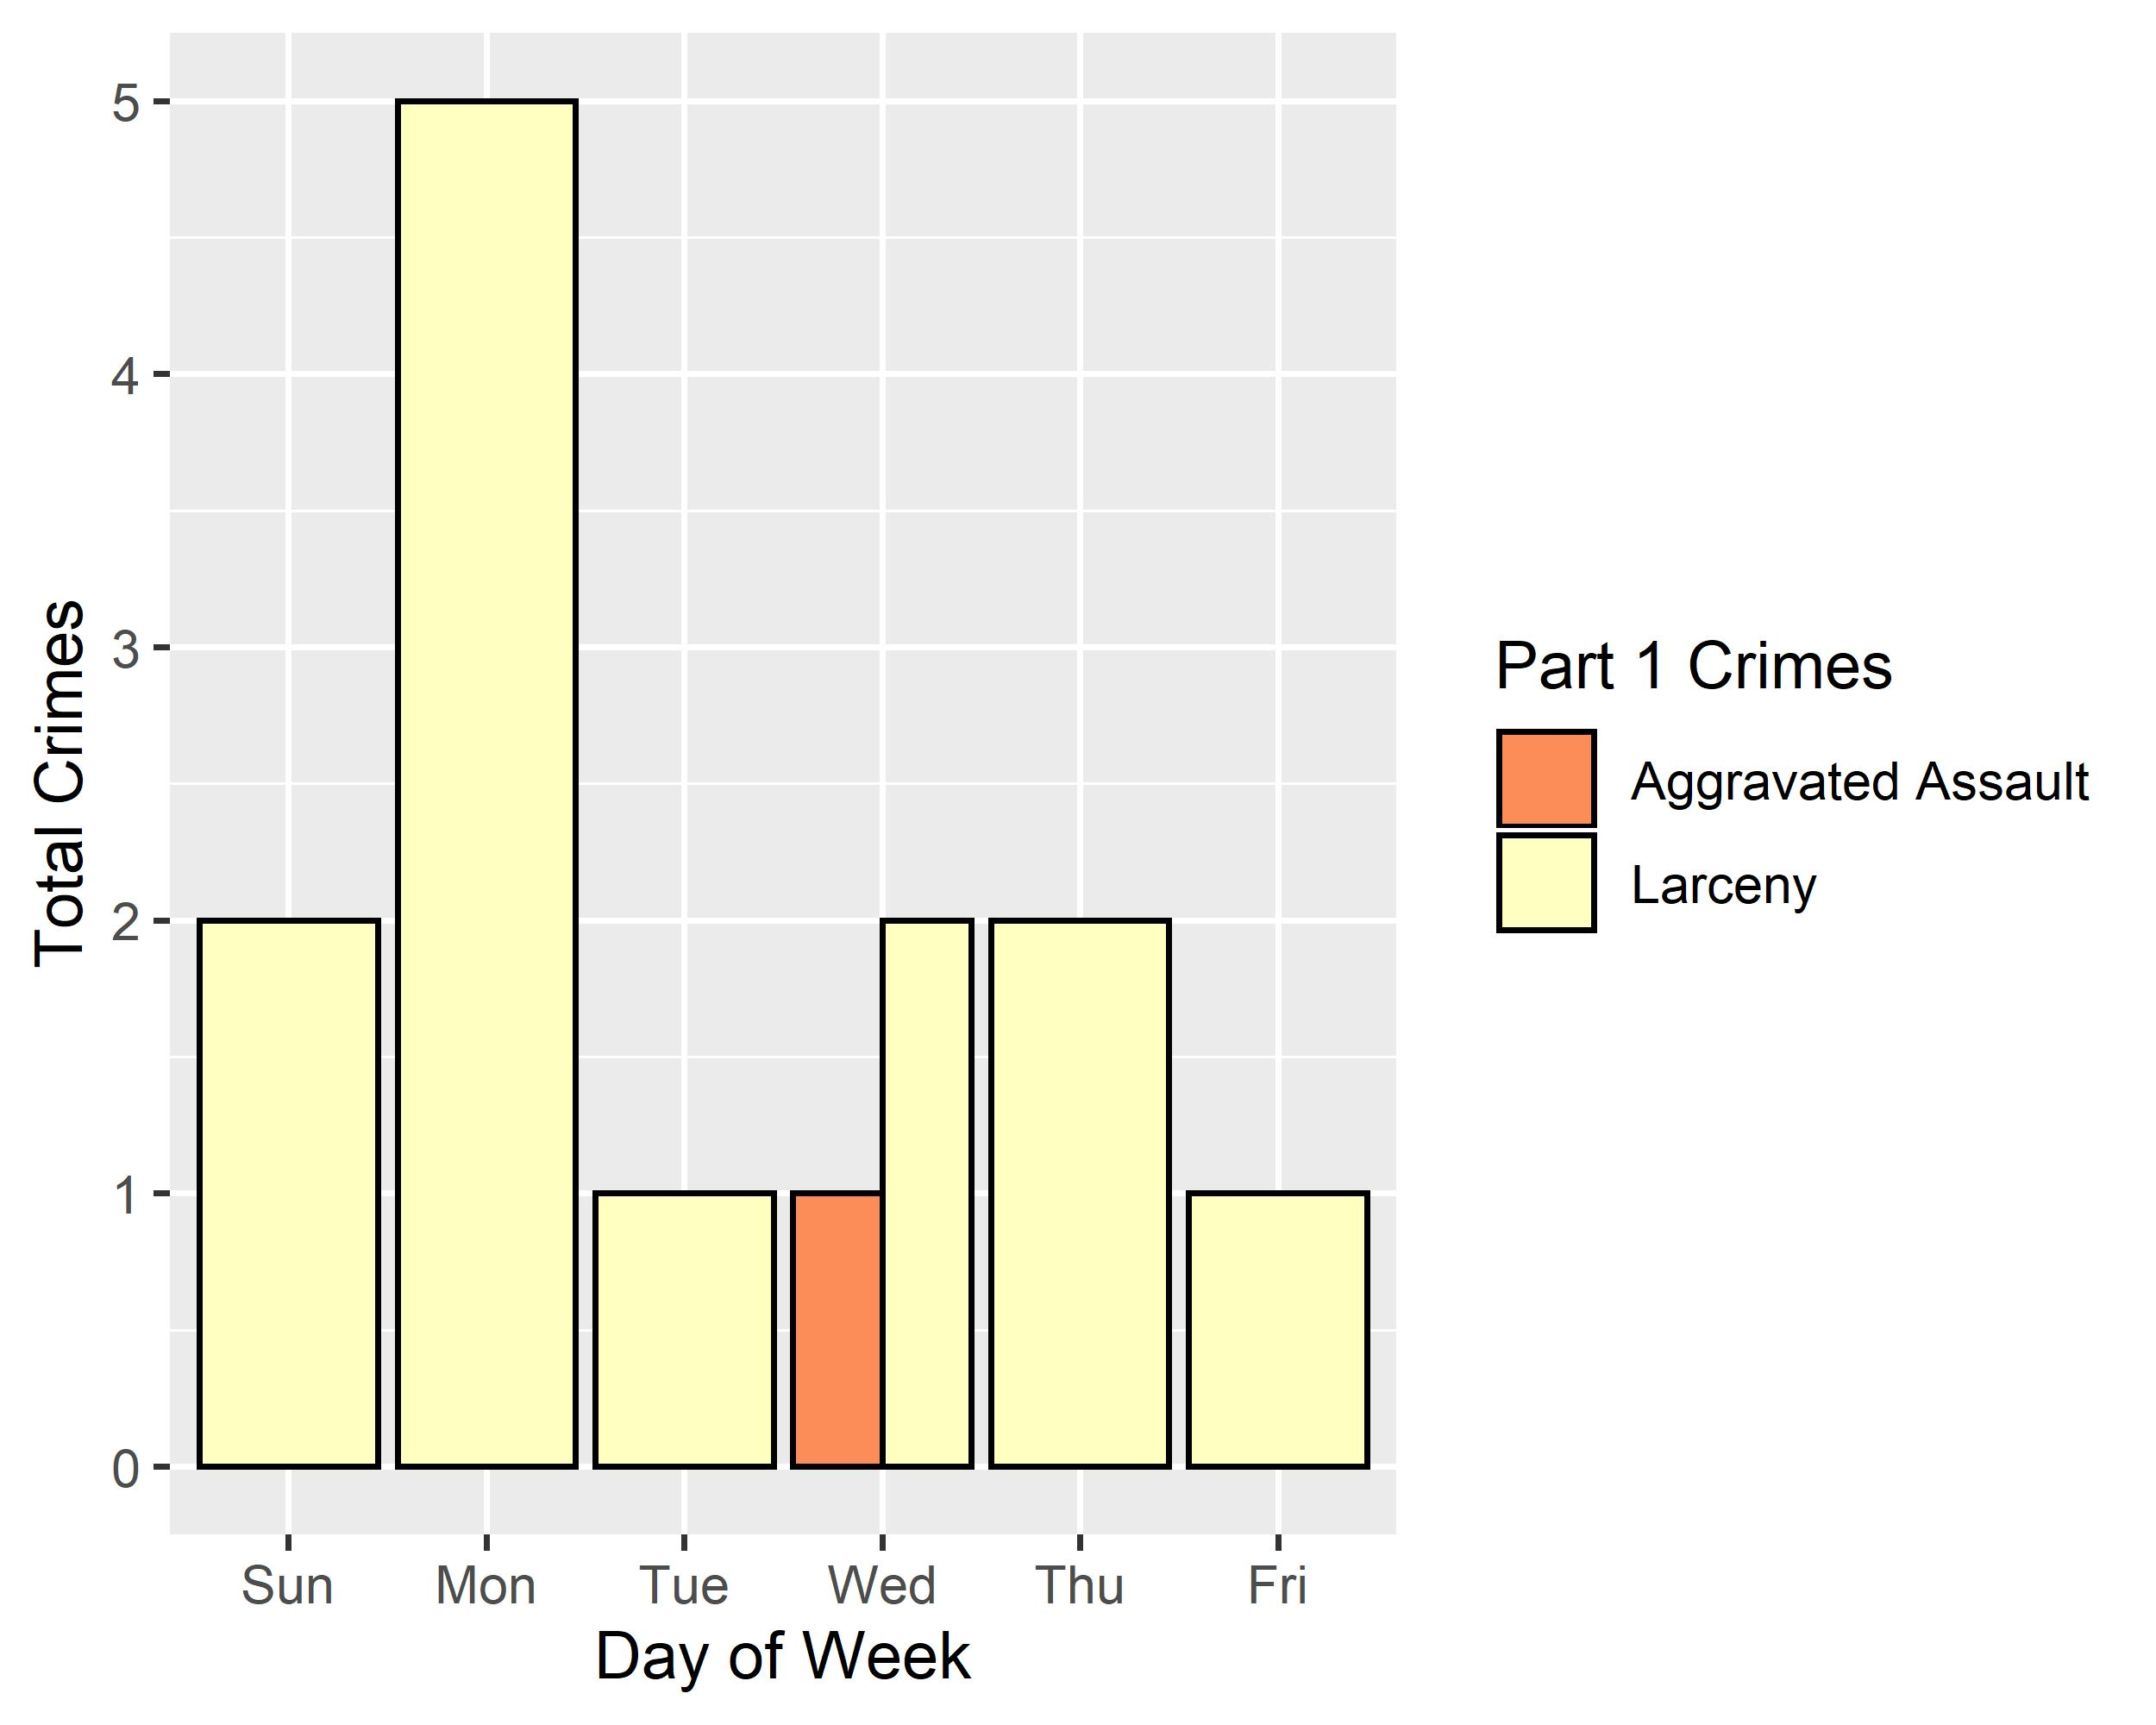 5
4
3
2
1
0
Total Crimes
Sun Mon Tue Wed Thu Fri
Day of Week
Part 1 Crimes
Aggravated Assault
Larceny